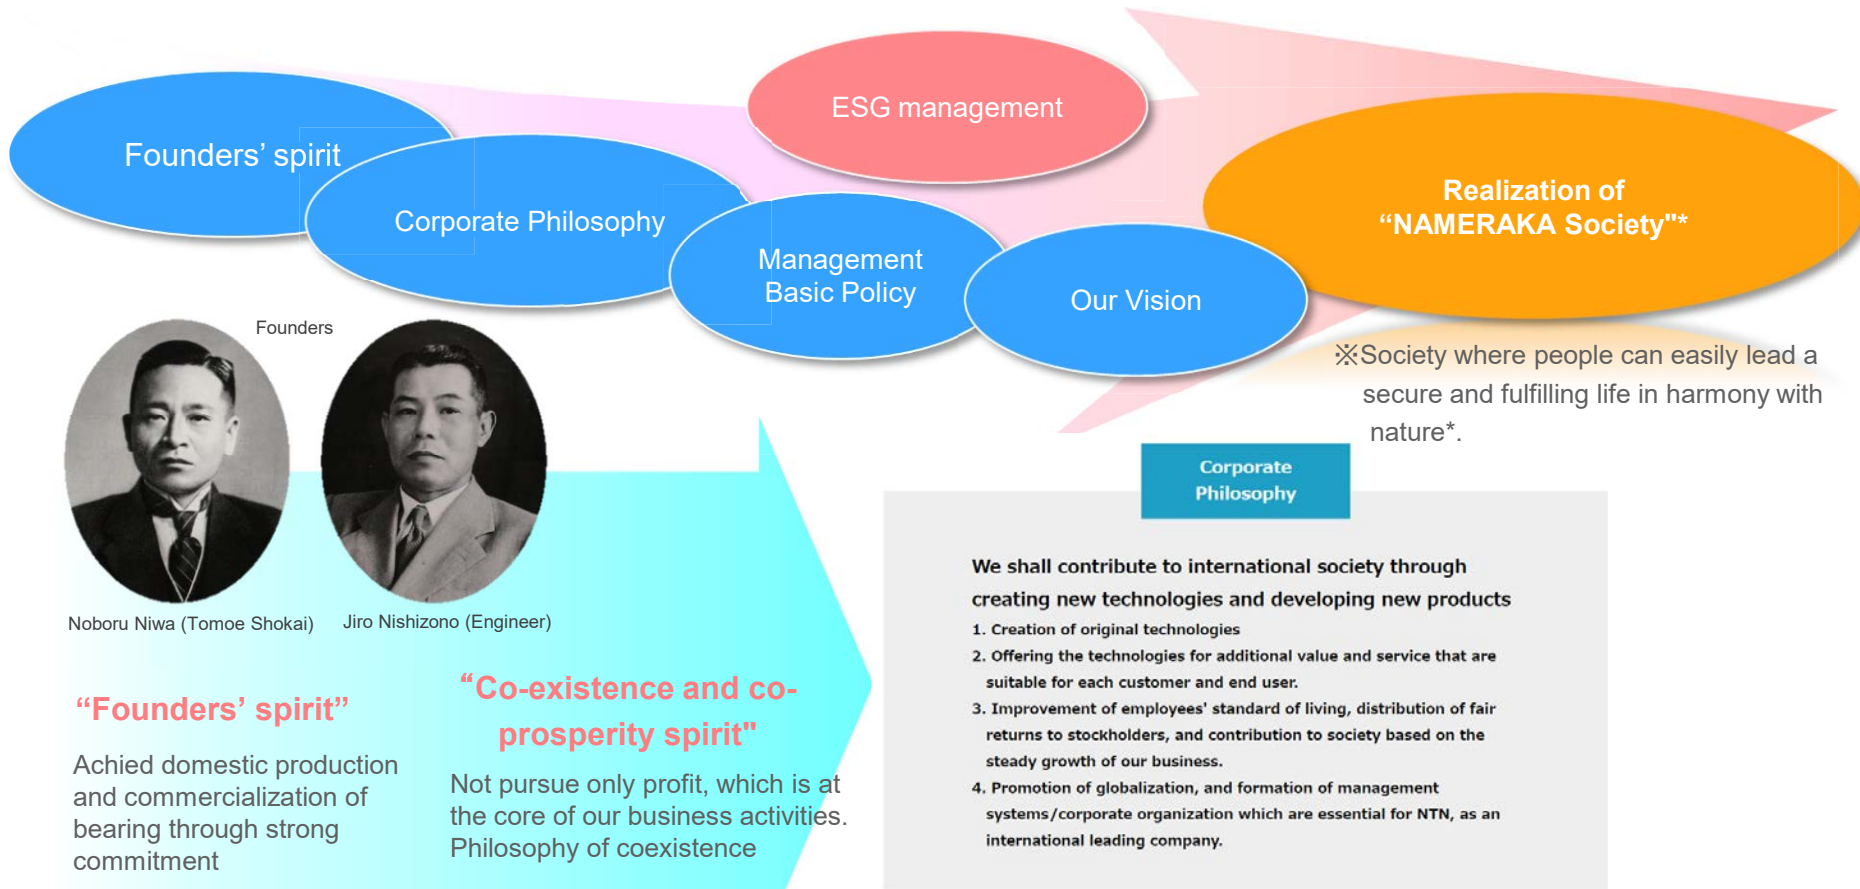 Founders’ spirit
Corporate Philosophy
ESG management
Management
Basic Policy
Our Vision
Realization of
“NAMERAKA Society"*
※Society where people can easily lead a
secure and fulfilling life in harmony with
nature*.
Founders
Noboru Niwa (Tomoe Shokai)
Jiro Nishizono (Engineer)
“Founders’ spirit”
Achied domestic production
and commercialization of
bearing through strong
commitment
“Co-existence and co-
prosperity spirit"
Not pursue only profit, which is at
the core of our business activities.
Philosophy of coexistence
Corporate
Philosophy
We shall contribute to international society through
creating new technologies and developing new products
1. Creation of original technologies
2. Offering the technologies for additional value and service that are
suitable for each customer and end user.
3. Improvement of employees' standard of living, distribution of fair
returns to stockholders, and contribution to society based on the
steady growth of our business.
4. Promotion of globalization, and formation of management
systems/corporate organization which are essential for NTN, as an
international leading company.